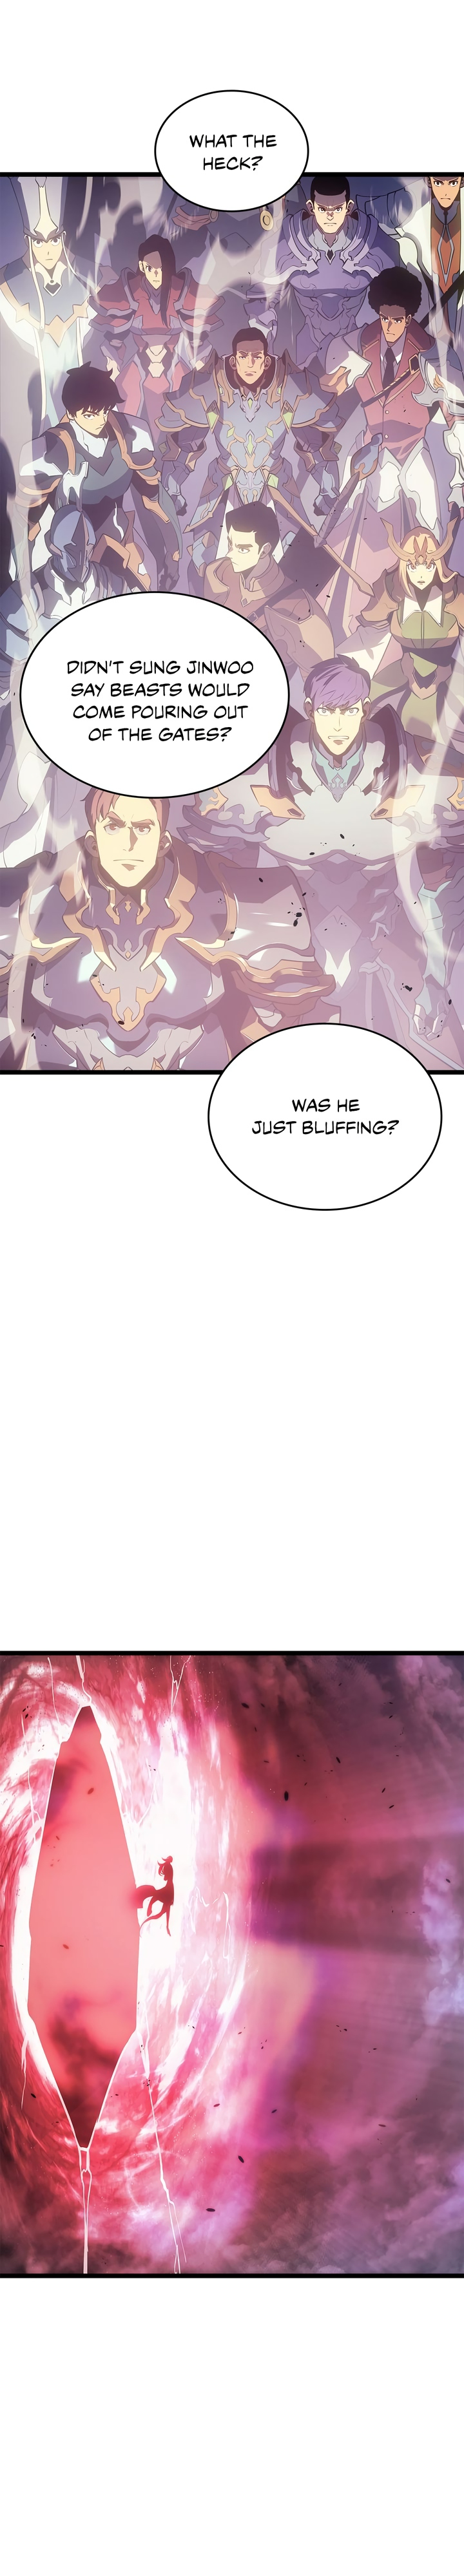 WHAT THE
HECK?
DIDN'T SUNG JINWOO
SAY BEASTS WOULD
COME POURING OUT
OF THE GATES?
WAS HE
JUST BLUFFING?